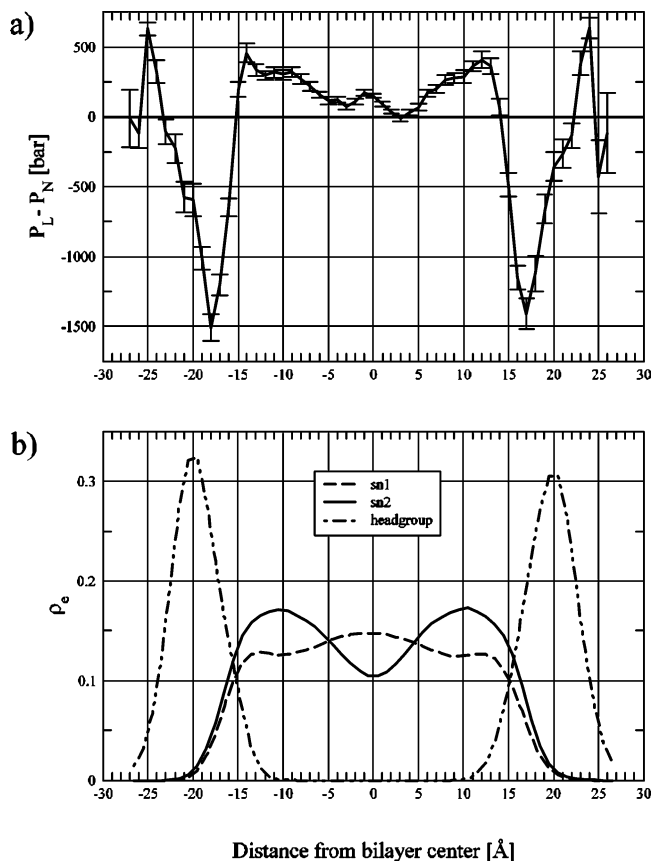 a)
P_L - P_N [bar]
500
0
-500
-1000
-1500
-30 -25 -20 -15 -10 -5 0 5 10 15 20 25 30
b)
ρ_e
0.3
0.2
0.1
0
sn1
sn2
headgroup
-30 -25 -20 -15 -10 -5 0 5 10 15 20 25 30
Distance from bilayer center [Å]